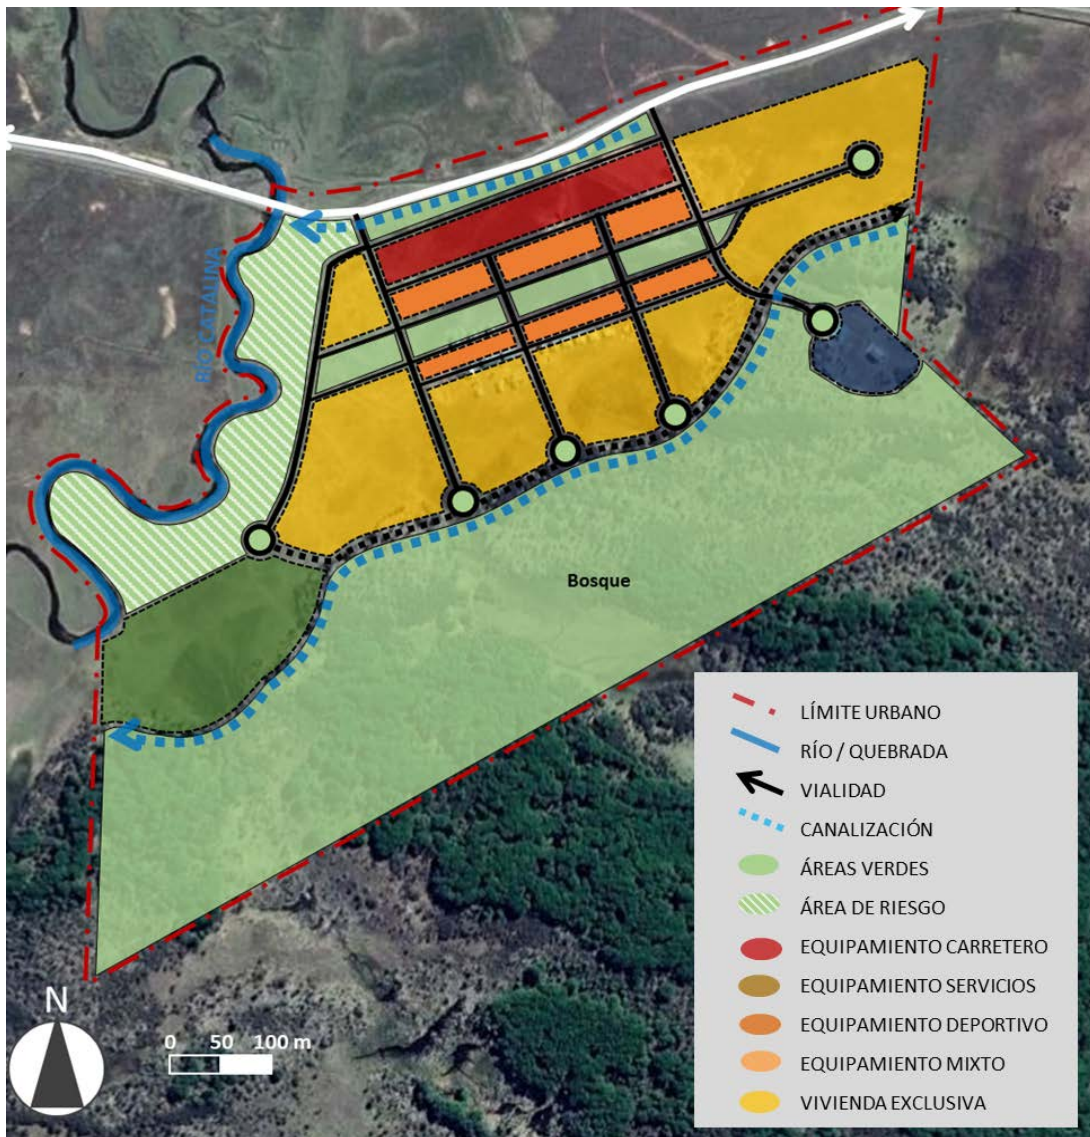 RÍO CATALINA
Bosque
N
0 50 100 m
LÍMITE URBANO
RÍO / QUEBRADA
VIALIDAD
CANALIZACIÓN
ÁREAS VERDES
ÁREA DE RIESGO
EQUIPAMIENTO CARRETERO
EQUIPAMIENTO SERVICIOS
EQUIPAMIENTO DEPORTIVO
EQUIPAMIENTO MIXTO
VIVIENDA EXCLUSIVA